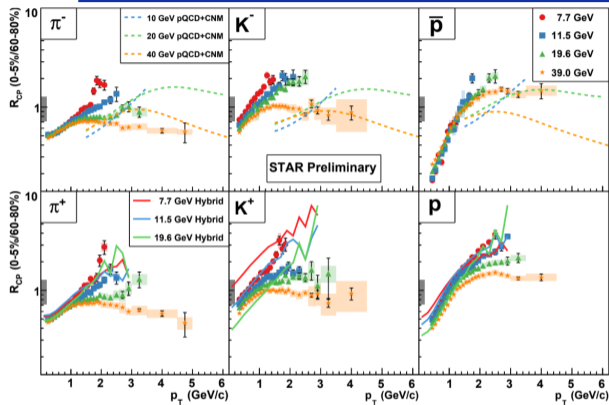 π⁻
10 GeV pQCD+CNM
20 GeV pQCD+CNM
40 GeV pQCD+CNM
K⁻
p̅
7.7 GeV
11.5 GeV
19.6 GeV
39.0 GeV
10
1
R_CP (0-5%/60-80%)
STAR Preliminary
π⁺
7.7 GeV Hybrid
11.5 GeV Hybrid
19.6 GeV Hybrid
K⁺
p
10
1
R_CP (0-5%/60-80%)
0 1 2 3 4 5 6
1 2 3 4 5 6
1 2 3 4 5 6
p_T (GeV/c)
p_T (GeV/c)
p_T (GeV/c)